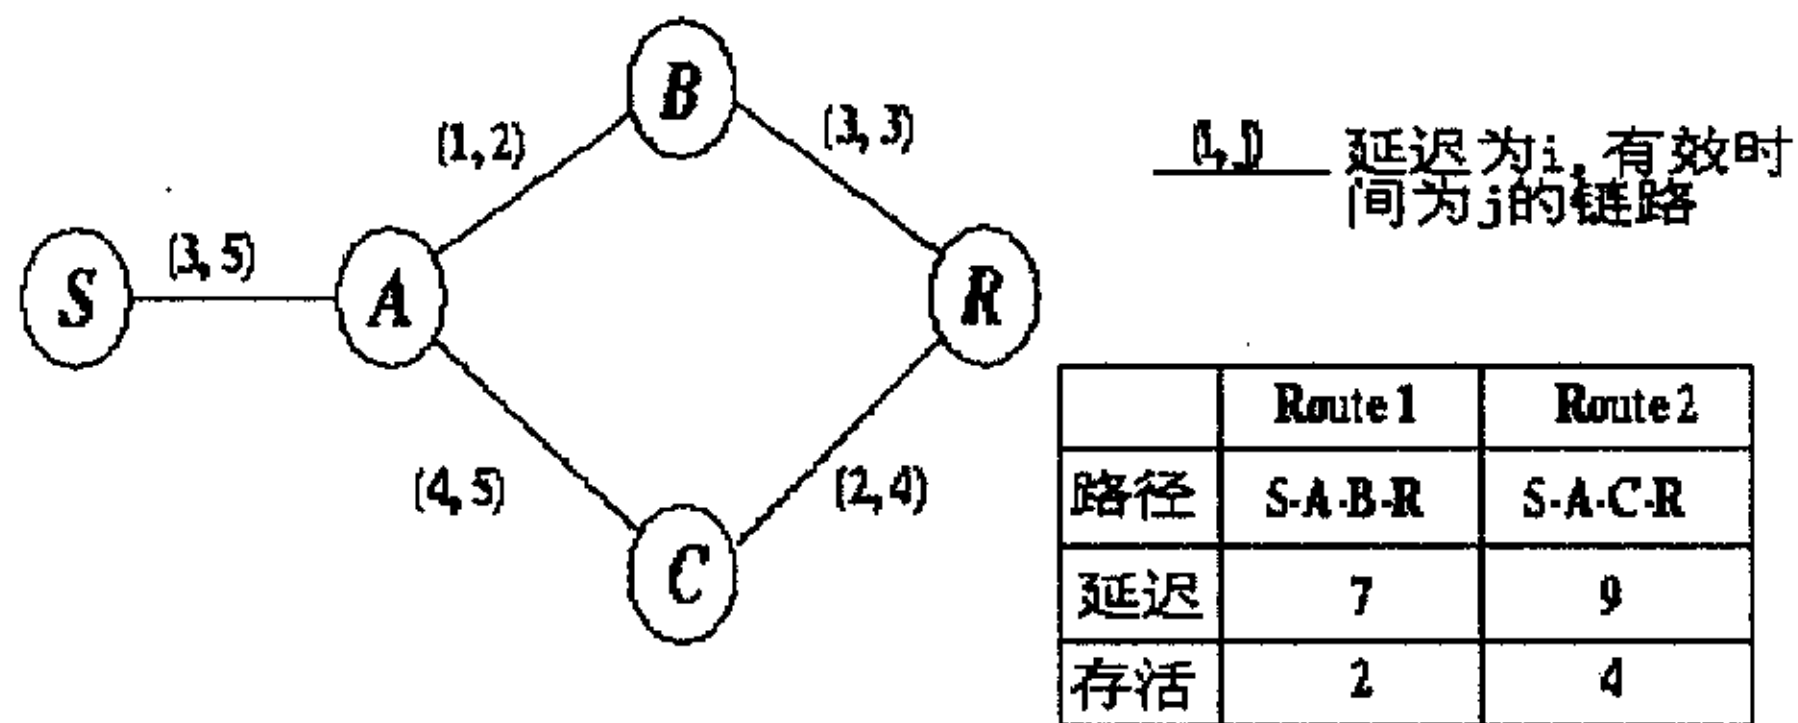 B
(1, 2)
(3, 3)
(i, j)
延迟为i,有效时
间为j的链路
S
(3, 5)
A
R
(4, 5)
(2, 4)
C
Route 1 Route 2
路径 S-A-B-R S-A-C-R
延迟 7 9
存活 2 4